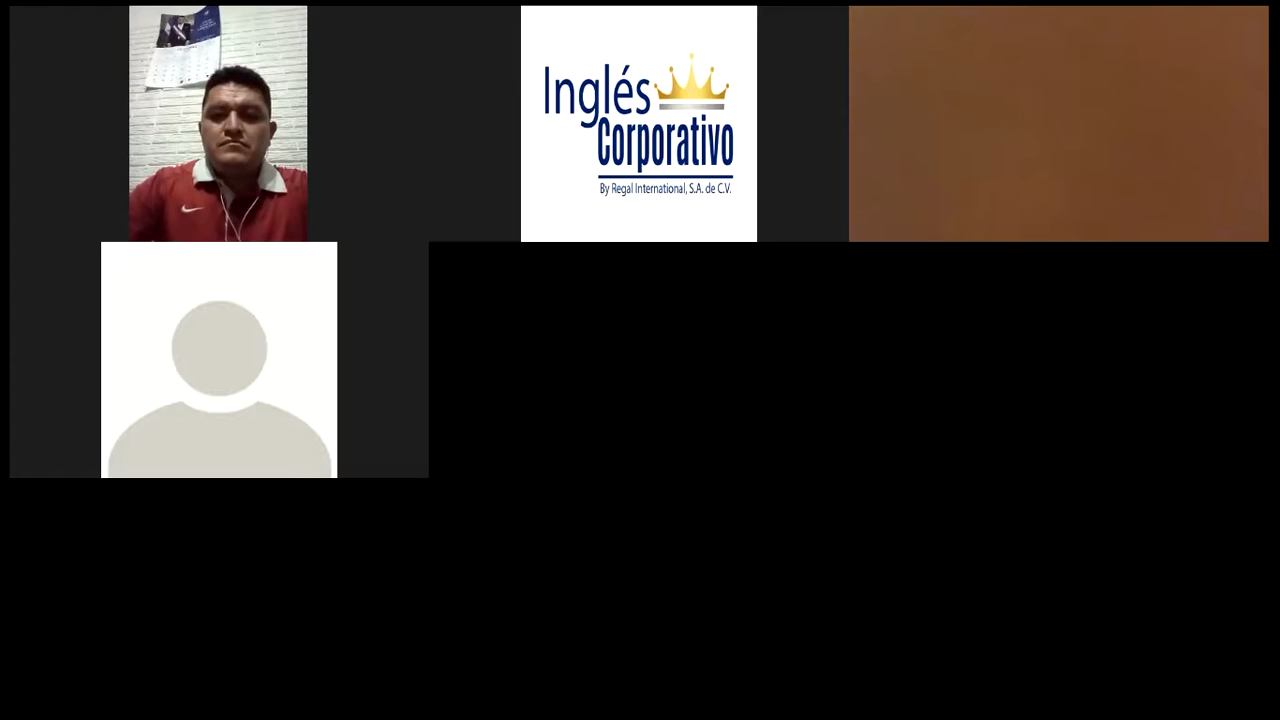 Inglés
Corporativo
By Regal International, S.A. de C.V.